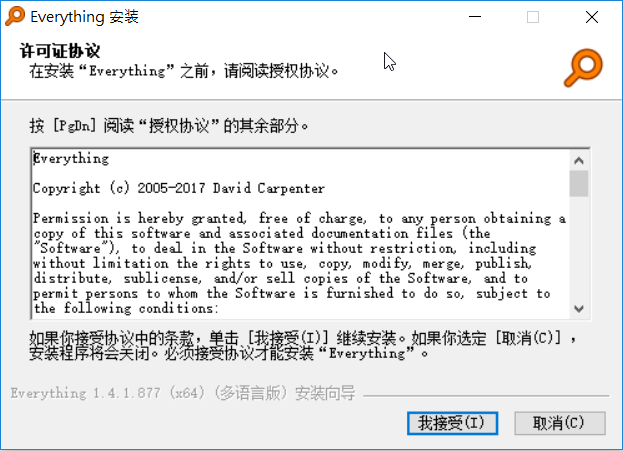 Everything 安装
许可证协议
在安装“Everything”之前，请阅读授权协议。
按 [PgDn] 阅读“授权协议”的其余部分。
Everything
Copyright (c) 2005-2017 David Carpenter
Permission is hereby granted, free of charge, to any person obtaining a
copy of this software and associated documentation files (the
"Software"), to deal in the Software without restriction, including
without limitation the rights to use, copy, modify, merge, publish,
distribute, sublicense, and/or sell copies of the Software, and to
permit persons to whom the Software is furnished to do so, subject to
the following conditions:
如果你接受协议中的条款，单击 [我接受(I)] 继续安装。如果你选定 [取消(C)] ，
安装程序将会关闭。必须接受协议才能安装“Everything”。
Everything 1.4.1.877 (x64) (多语言版) 安装向导
我接受(I)
取消(C)